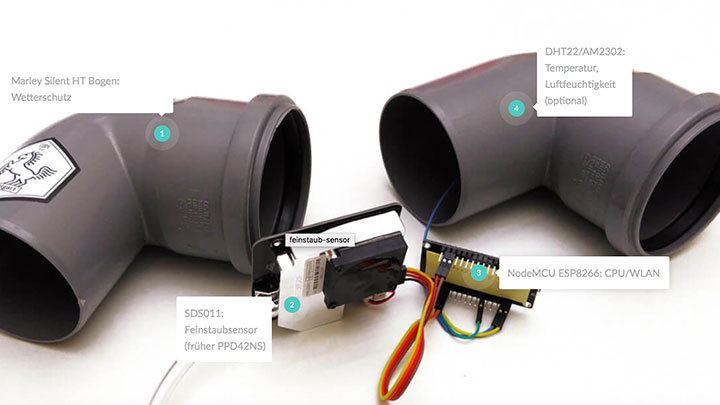 Marley Silent HT Bogen:
Wetterschutz
1
DHT22/AM2302:
Temperatur,
Luftfeuchtigkeit
(optional)
4
feinstaub-sensor
2
SDS011:
Feinstaubsensor
(früher PPD42NS)
3
NodeMCU ESP8266: CPU/WLAN